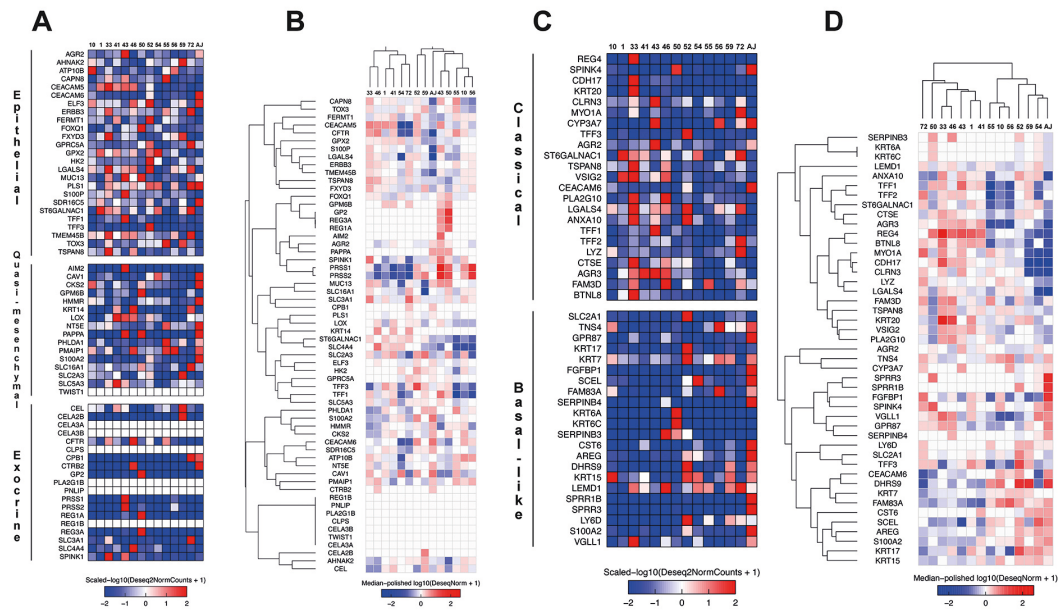 A
10 1 33 41 43 46 50 52 54 55 56 59 72 AJ
Epithelial
AGR2
AHNAK2
ATP10B
CAPN8
CEACAM5
CEACAM6
ELF3
ERBB3
FERMT1
FOXQ1
FXYD3
GPRC5A
GPX2
HK2
LGALS4
MUC13
PLS1
S100P
SDR16C5
ST6GALNAC1
TFF1
TFF3
TMEM45B
TOX3
TSPAN8
Quasi-mesenchymal
AIM2
CAV1
CKS2
GPM6B
HMMR
KRT14
LOX
NT5E
PAPPA
PHLDA1
PMAIP1
S100A2
SLC16A1
SLC2A3
SLC5A3
TWIST1
Exocrine
CEL
CELA2B
CELA3A
CELA3B
CFTR
CLPS
CPB1
CTRB2
GP2
PLA2G1B
PNLIP
PRSS1
PRSS2
REG1A
REG1B
REG3A
SLC3A1
SLC4A4
SPINK1
Scaled-log10(Deseq2NormCounts + 1)
−2 −1 0 1 2
B
33 46 1 41 54 72 52 59 AJ 43 50 55 10 56
CAPN8
TOX3
FERMT1
CEACAM5
CFTR
GPX2
S100P
LGALS4
ERBB3
TMEM45B
TSPAN8
FXYD3
FOXQ1
GPM6B
GP2
REG3A
REG1A
AIM2
AGR2
PAPPA
SPINK1
PRSS1
PRSS2
MUC13
SLC16A1
SLC3A1
CPB1
PLS1
LOX
KRT14
ST6GALNAC1
SLC4A4
SLC2A3
ELF3
HK2
GPRC5A
TFF3
TFF1
SLC5A3
PHLDA1
S100A2
HMMR
CKS2
CEACAM6
SDR16C5
ATP10B
NT5E
CAV1
PMAIP1
CTRB2
REG1B
PNLIP
PLA2G1B
CLPS
CELA3B
TWIST1
CELA3A
CELA2B
AHNAK2
CEL
Median-polished log10(DeseqNorm + 1)
−2 0 2
C
10 1 33 41 43 46 50 52 54 55 56 59 72 AJ
Classical
REG4
SPINK4
CDH17
KRT20
CLRN3
MYO1A
CYP3A7
TFF3
AGR2
ST6GALNAC1
TSPAN8
VSIG2
CEACAM6
PLA2G10
LGALS4
ANXA10
TFF1
TFF2
LYZ
CTSE
AGR3
FAM3D
BTNL8
Basal-like
SLC2A1
TNS4
GPR87
KRT17
KRT7
FGFBP1
SCEL
FAM83A
SERPINB4
KRT6A
KRT6C
SERPINB3
CST6
AREG
DHRS9
KRT15
LEMD1
SPRR1B
SPRR3
LY6D
S100A2
VGLL1
Scaled-log10(Deseq2NormCounts + 1)
−2 −1 0 1 2
D
72 50 33 46 43 1 41 55 10 56 52 59 54 AJ
SERPINB3
KRT6A
KRT6C
LEMD1
ANXA10
TFF1
TFF2
ST6GALNAC1
CTSE
AGR3
REG4
BTNL8
MYO1A
CDH17
CLRN3
LYZ
LGALS4
FAM3D
TSPAN8
KRT20
VSIG2
PLA2G10
AGR2
TNS4
CYP3A7
SPRR3
SPRR1B
FGFBP1
SPINK4
VGLL1
GPR87
SERPINB4
LY6D
SLC2A1
TFF3
CEACAM6
DHRS9
KRT7
FAM83A
CST6
SCEL
AREG
S100A2
KRT17
KRT15
Median-polished log10(DeseqNorm + 1)
−2 0 2